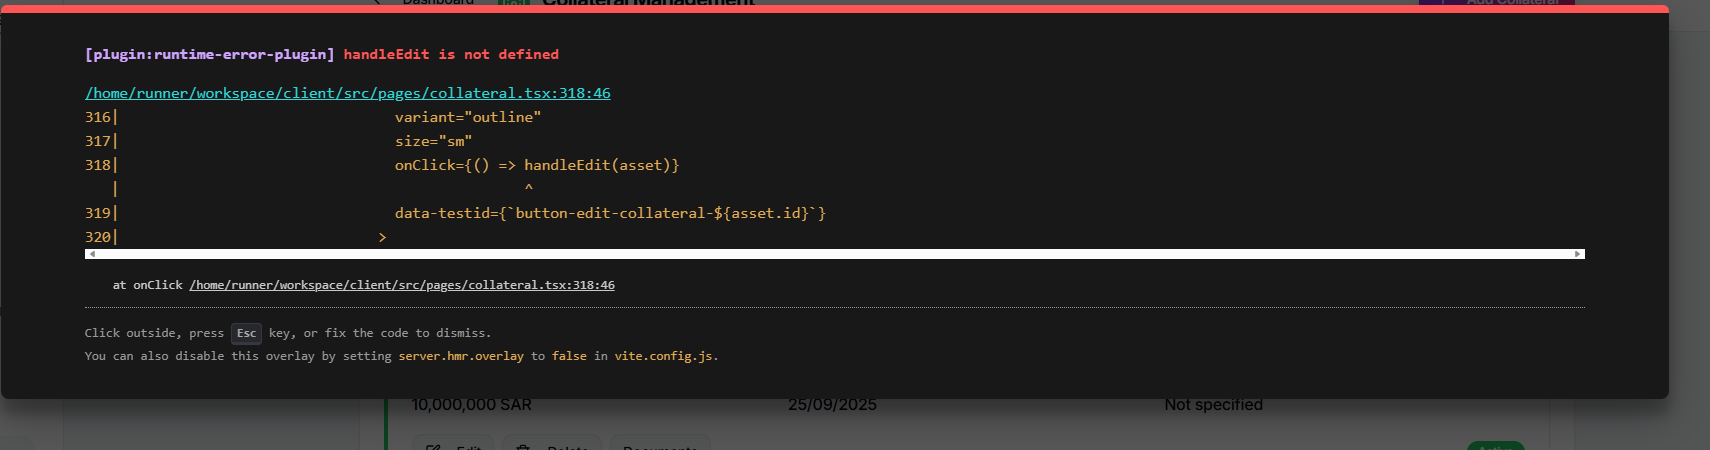 Dashboard Collateral Management Add Collateral
[plugin:runtime-error-plugin] handleEdit is not defined
/home/runner/workspace/client/src/pages/collateral.tsx:318:46
316| variant="outline"
317| size="sm"
318| onClick={() => handleEdit(asset)}
| ^
319| data-testid={`button-edit-collateral-${asset.id}`}
320| >
at onClick /home/runner/workspace/client/src/pages/collateral.tsx:318:46
Click outside, press Esc key, or fix the code to dismiss.
You can also disable this overlay by setting server.hmr.overlay to false in vite.config.js.
10,000,000 SAR 25/09/2025 Not specified
Edit Delete Documents Active